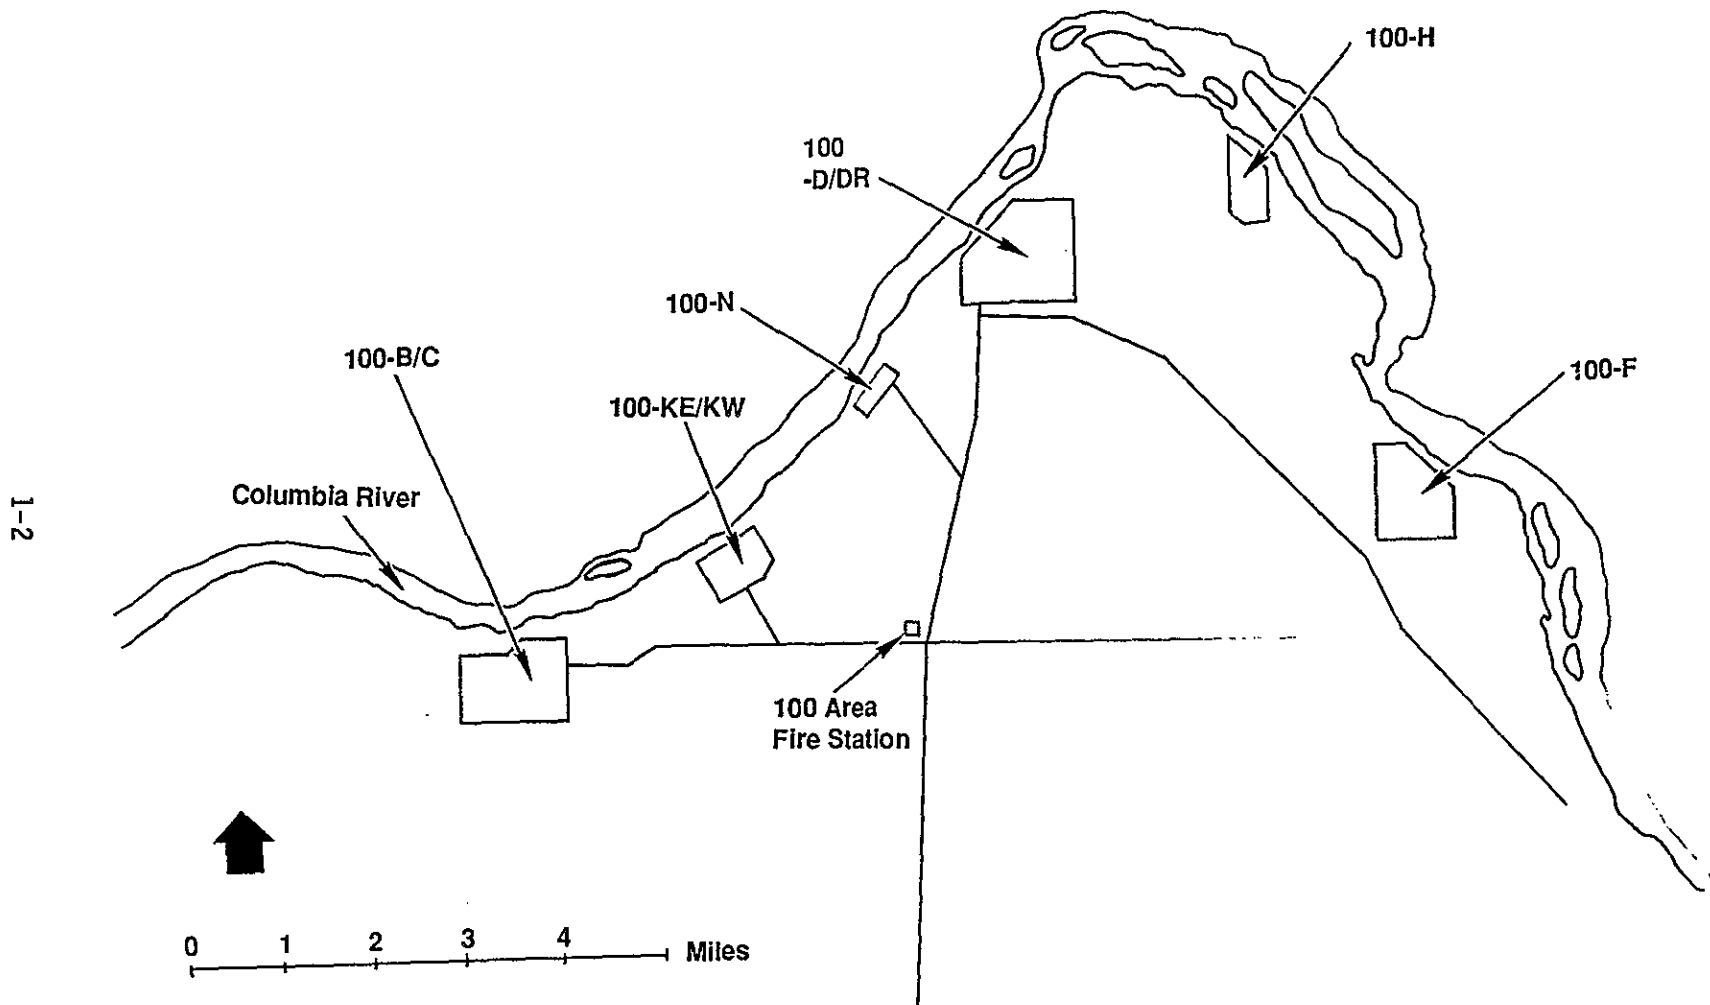 100-H
100
-D/DR
100-N
100-B/C
100-F
100-KE/KW
Columbia River
1-2
100 Area
Fire Station
0 1 2 3 4 Miles